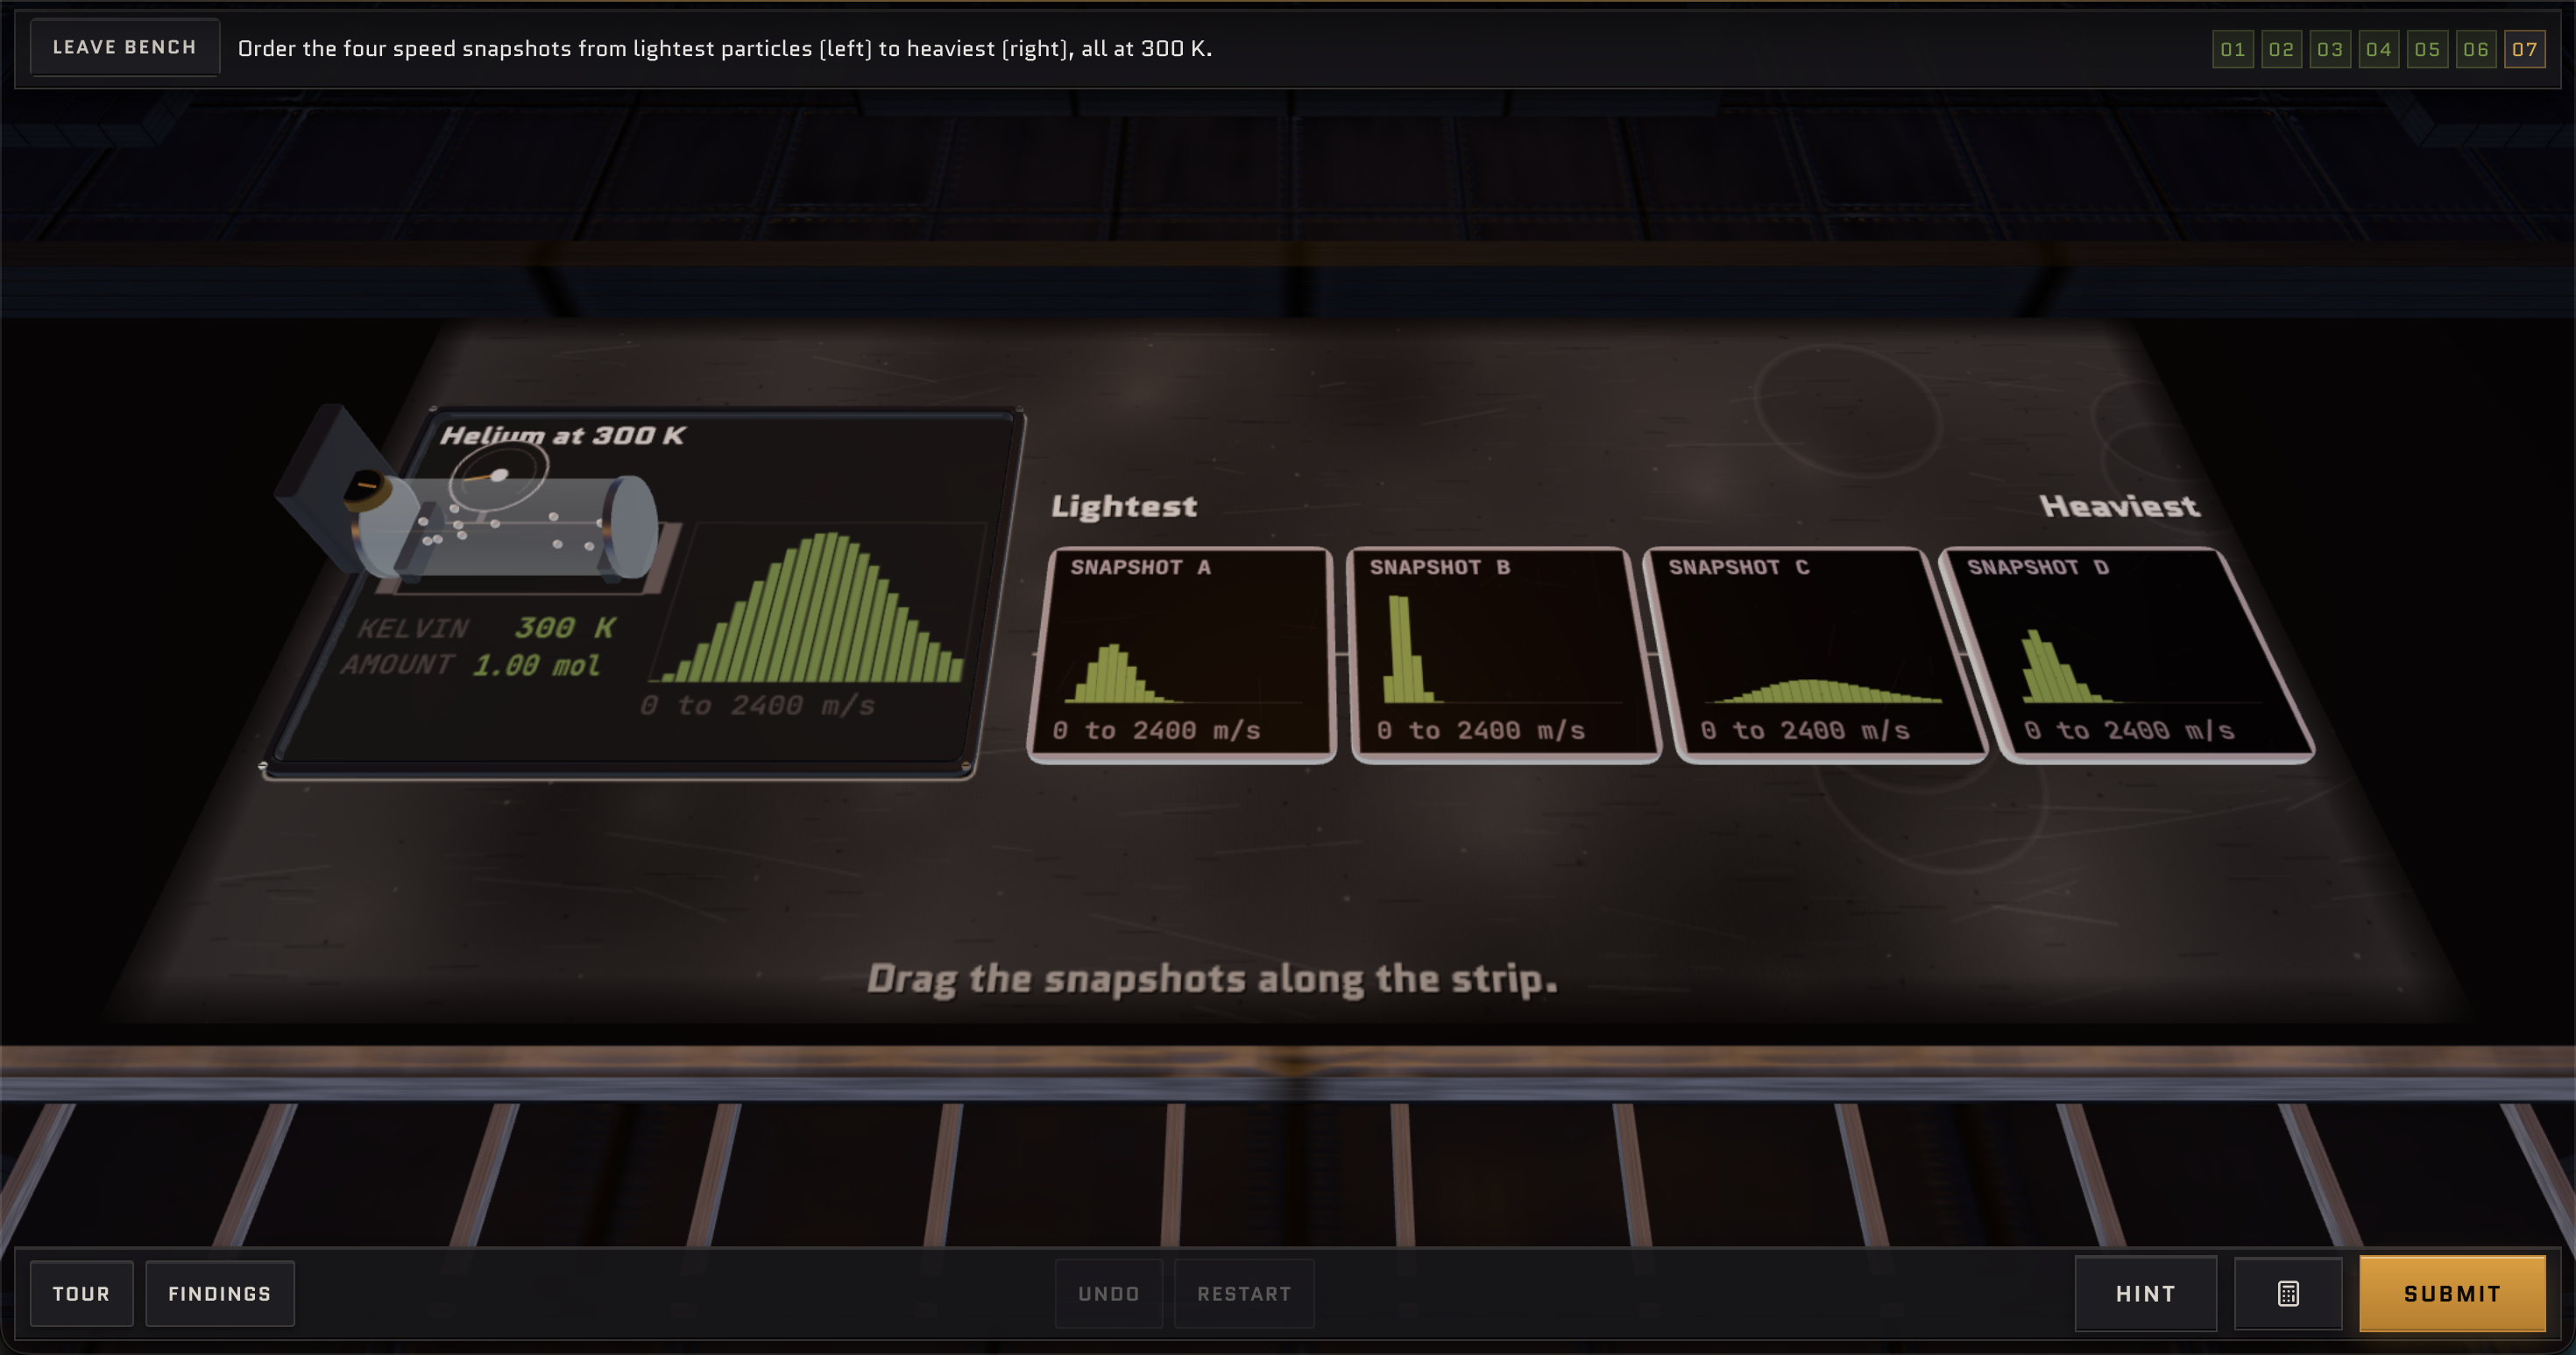 LEAVE BENCH
Order the four speed snapshots from lightest particles (left) to heaviest (right), all at 300 K.
01 02 03 04 05 06 07
Helium at 300 K
KELVIN 300 K
AMOUNT 1.00 mol
0 to 2400 m/s
Lightest
Heaviest
SNAPSHOT A
0 to 2400 m/s
SNAPSHOT B
0 to 2400 m/s
SNAPSHOT C
0 to 2400 m/s
SNAPSHOT D
0 to 2400 m/s
Drag the snapshots along the strip.
TOUR
FINDINGS
UNDO
RESTART
HINT
SUBMIT